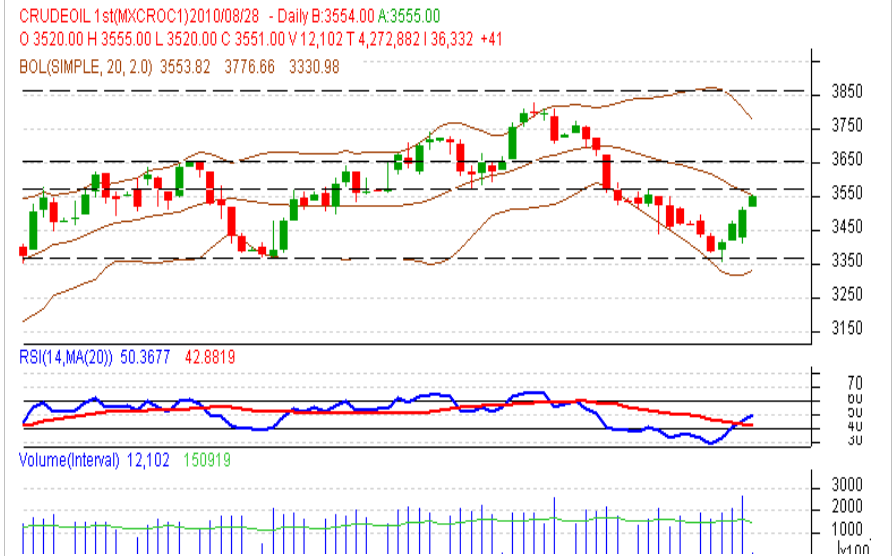 CRUDEOIL 1st(MXCROC1)2010/08/28 - Daily B:3554.00 A:3555.00
O 3520.00 H 3555.00 L 3520.00 C 3551.00 V 12,102 T 4,272,882 I 36,332 +41
BOL(SIMPLE, 20, 2.0) 3553.82 3776.66 3330.98
3850
3750
3650
3550
3450
3350
3250
3150
RSI(14,MA(20)) 50.3677 42.8819
70
60
50
40
30
Volume(Interval) 12,102 150919
3000
2000
1000
x100